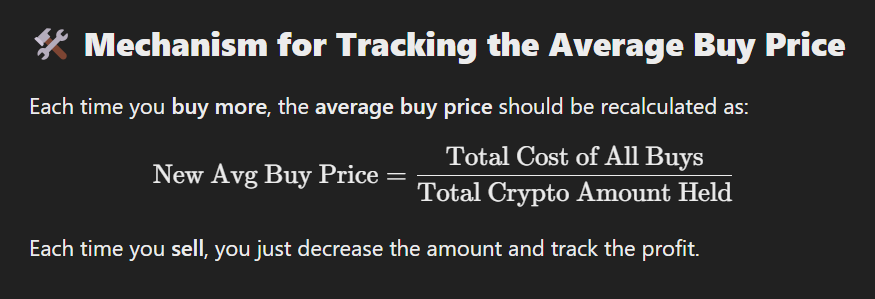 🛠️ Mechanism for Tracking the Average Buy Price
Each time you buy more, the average buy price should be recalculated as:
New Avg Buy Price = Total Cost of All Buys / Total Crypto Amount Held
Each time you sell, you just decrease the amount and track the profit.